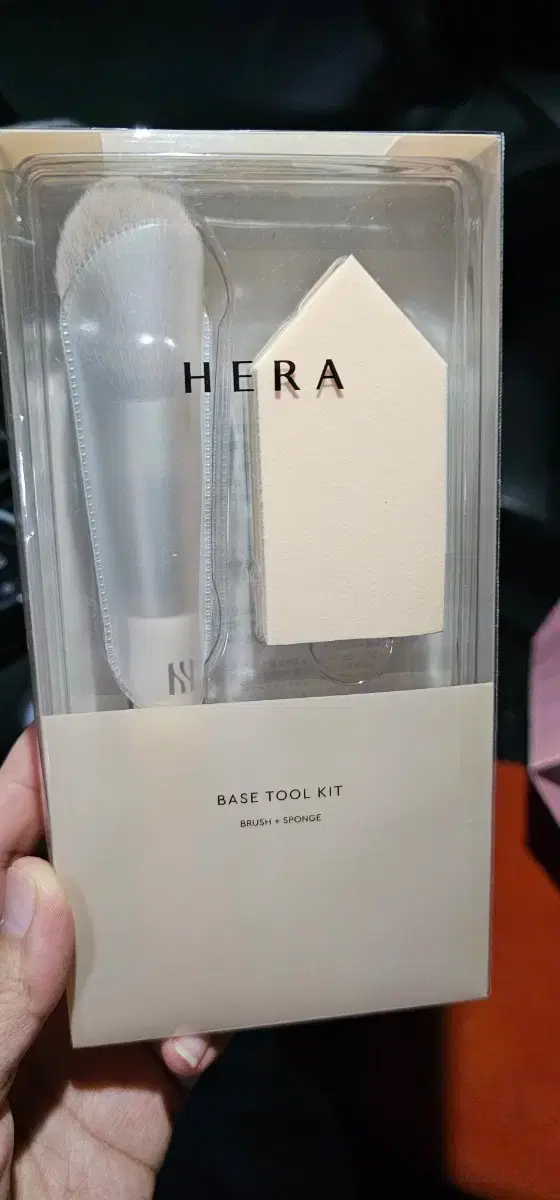 HERA
BASE TOOL KIT
BRUSH + SPONGE